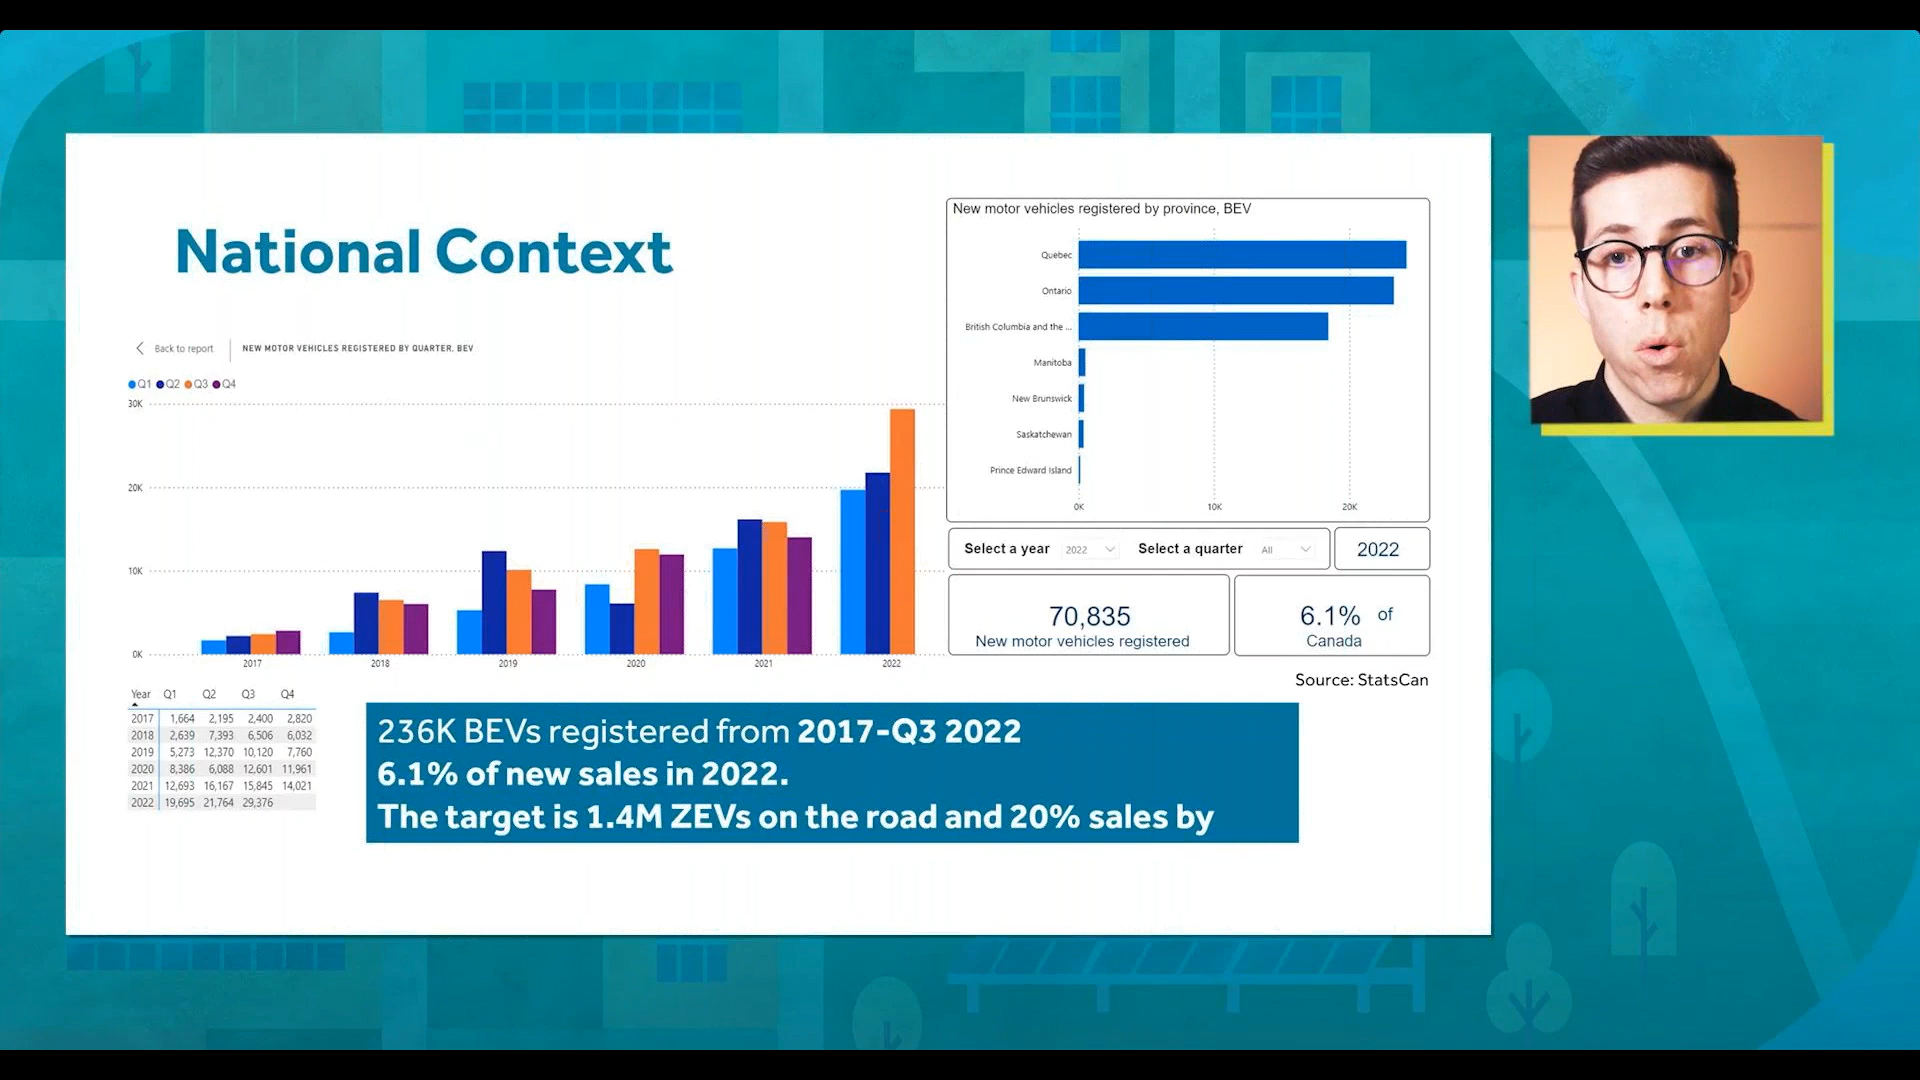 National Context
Back to report
NEW MOTOR VEHICLES REGISTERED BY QUARTER, BEV
Q1 Q2 Q3 Q4
30K
20K
10K
0K
2017 2018 2019 2020 2021 2022
Year Q1 Q2 Q3 Q4
2017 1,664 2,195 2,400 2,820
2018 2,639 7,393 6,506 6,032
2019 5,273 12,370 10,120 7,760
2020 8,386 6,088 12,601 11,961
2021 12,693 16,167 15,845 14,021
2022 19,695 21,764 29,376
New motor vehicles registered by province, BEV
Quebec
Ontario
British Columbia and the ...
Manitoba
New Brunswick
Saskatchewan
Prince Edward Island
0K 10K 20K
Select a year 2022 Select a quarter All 2022
70,835
New motor vehicles registered
6.1% of
Canada
Source: StatsCan
236K BEVs registered from 2017-Q3 2022
6.1% of new sales in 2022.
The target is 1.4M ZEVs on the road and 20% sales by